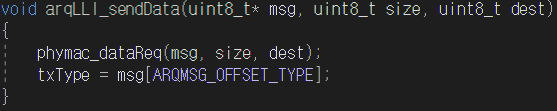 void arqLLI_sendData(uint8_t* msg, uint8_t size, uint8_t dest)
{
    phymac_dataReq(msg, size, dest);
    txType = msg[ARQMSG_OFFSET_TYPE];
}